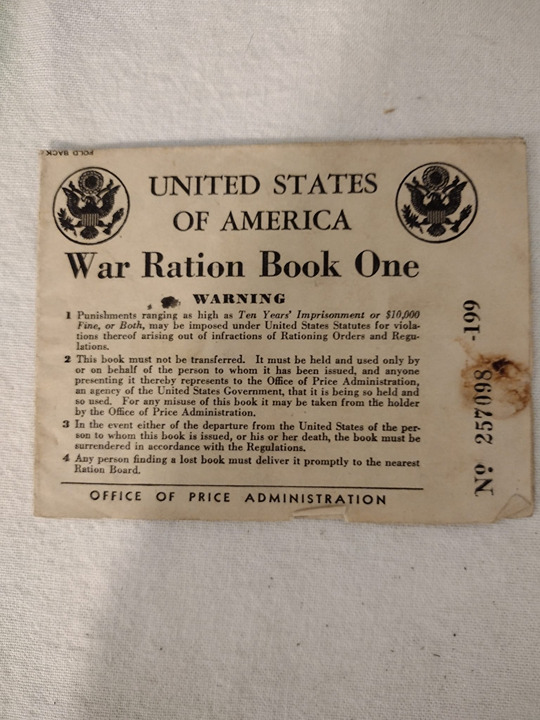 FOLD BACK
UNITED STATES
OF AMERICA
War Ration Book One
WARNING
1 Punishments ranging as high as Ten Years' Imprisonment or $10,000
Fine, or Both, may be imposed under United States Statutes for viola-
tions thereof arising out of infractions of Rationing Orders and Regu-
lations.
2 This book must not be transferred. It must be held and used only by
or on behalf of the person to whom it has been issued, and anyone
presenting it thereby represents to the Office of Price Administration,
an agency of the United States Government, that it is being so held and
so used. For any misuse of this book it may be taken from the holder
by the Office of Price Administration.
3 In the event either of the departure from the United States of the per-
son to whom this book is issued, or his or her death, the book must be
surrendered in accordance with the Regulations.
4 Any person finding a lost book must deliver it promptly to the nearest
Ration Board.
OFFICE OF PRICE ADMINISTRATION
Nº 257098 -199